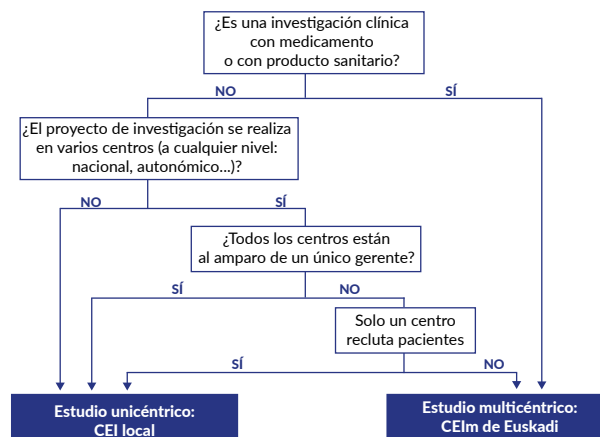 ¿Es una investigación clínica
con medicamento
o con producto sanitario?
NO
SÍ
¿El proyecto de investigación se realiza
en varios centros (a cualquier nivel:
nacional, autonómico...)?
NO
SÍ
¿Todos los centros están
al amparo de un único gerente?
SÍ
NO
Solo un centro
recluta pacientes
SÍ
NO
Estudio unicéntrico:
CEI local
Estudio multicéntrico:
CEIm de Euskadi